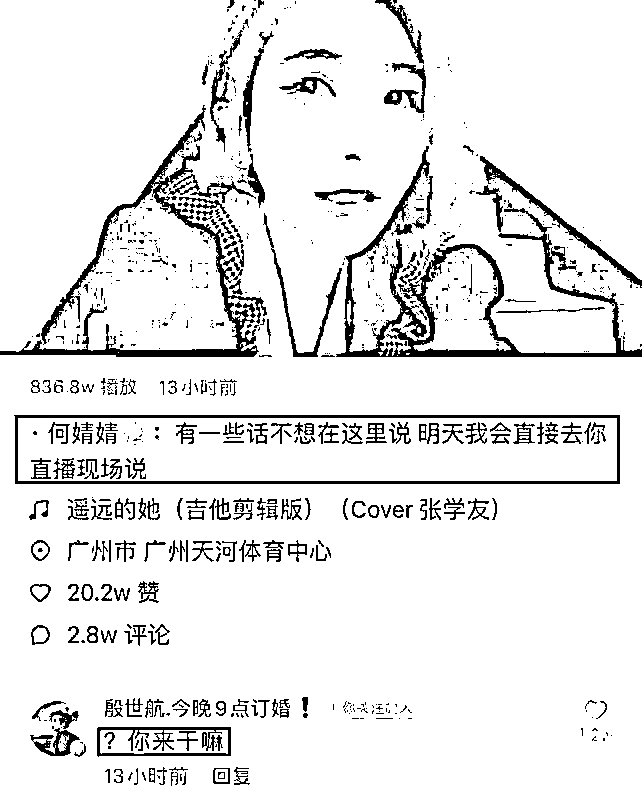 836.8w 播放 13小时前
· 何婧婧 : 有一些话不想在这里说 明天我会直接去你
直播现场说
遥远的她（吉他剪辑版）（Cover 张学友）
广州市 广州天河体育中心
20.2w 赞
2.8w 评论
殷世航.今晚9点订婚！
？你来干嘛
13小时前 回复